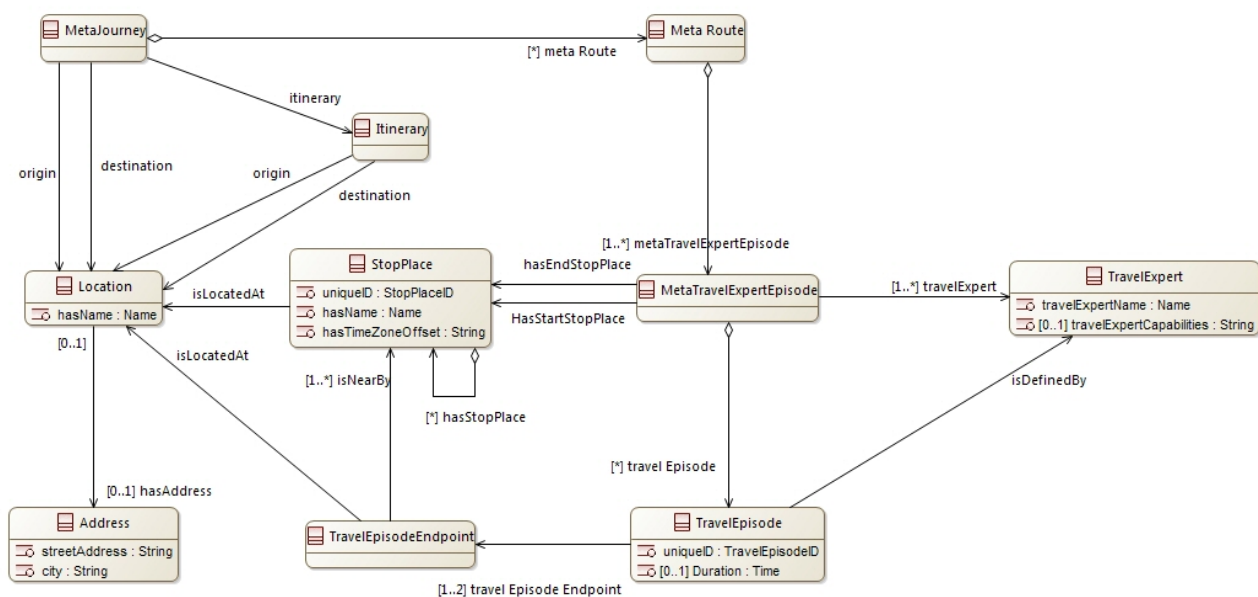 MetaJourney
Meta Route
[*] meta Route
itinerary
Itinerary
origin
destination
origin
destination
[1..*] metaTravelExpertEpisode
StopPlace
uniqueID : StopPlaceID
hasName : Name
hasTimeZoneOffset : String
hasEndStopPlace
HasStartStopPlace
MetaTravelExpertEpisode
[1..*] travelExpert
TravelExpert
travelExpertName : Name
[0..1] travelExpertCapabilities : String
Location
hasName : Name
isLocatedAt
[0..1]
isLocatedAt
[1..*] isNearBy
[*] hasStopPlace
isDefinedBy
[*] travel Episode
[0..1] hasAddress
Address
streetAddress : String
city : String
TravelEpisodeEndpoint
TravelEpisode
uniqueID : TravelEpisodeID
[0..1] Duration : Time
[1..2] travel Episode Endpoint